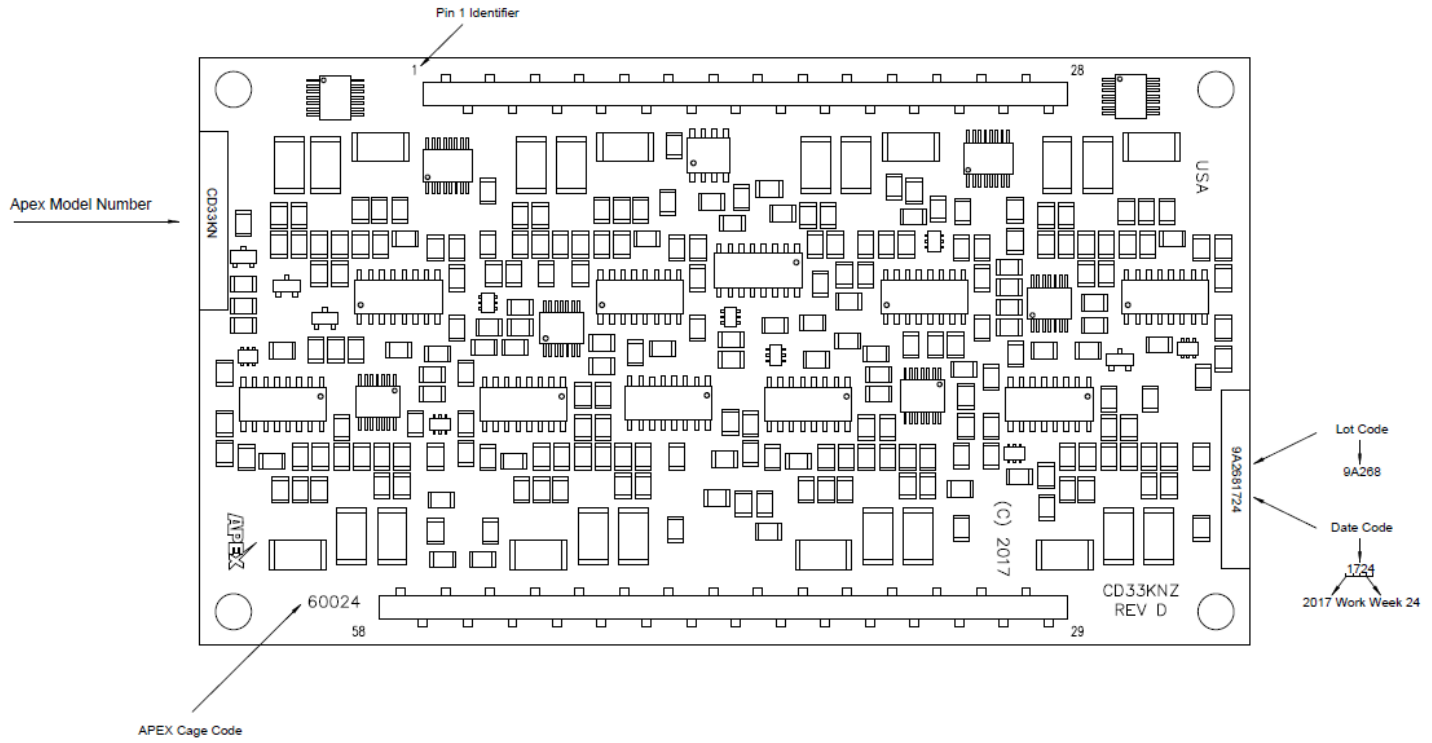 Pin 1 Identifier
1
28
USA
Apex Model Number
CD33KN
Lot Code
9A268
9A2681724
Date Code
1724
2017 Work Week 24
APEX
(C) 2017
60024
CD33KNZ
REV D
58
29
APEX Cage Code